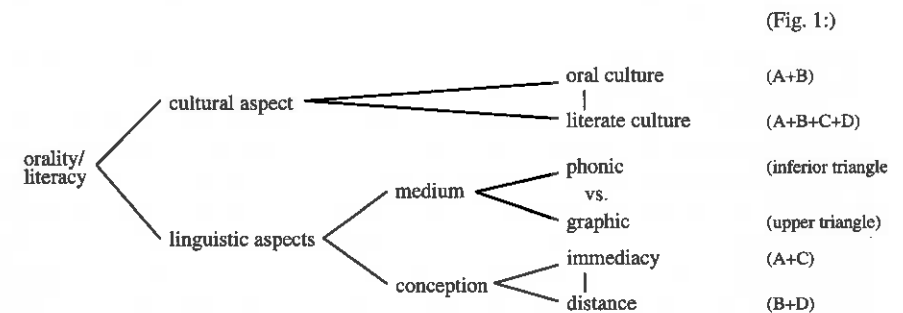 (Fig. 1:)
oral culture (A+B)
cultural aspect
literate culture (A+B+C+D)
orality/
literacy
phonic (inferior triangle
medium
vs.
graphic (upper triangle)
linguistic aspects
immediacy (A+C)
conception
distance (B+D)